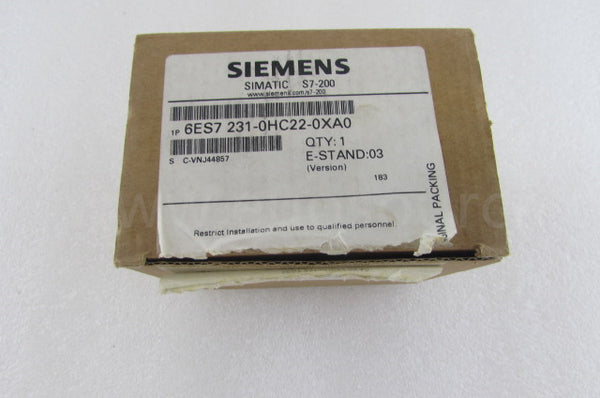 SIEMENS
SIMATIC S7-200
www.siemens.com/s7-200
1P 6ES7 231-0HC22-0XA0
QTY: 1
S C-VNJ44857
E-STAND:03
(Version)
183
Restrict Installation and use to qualified personnel.
PACKING